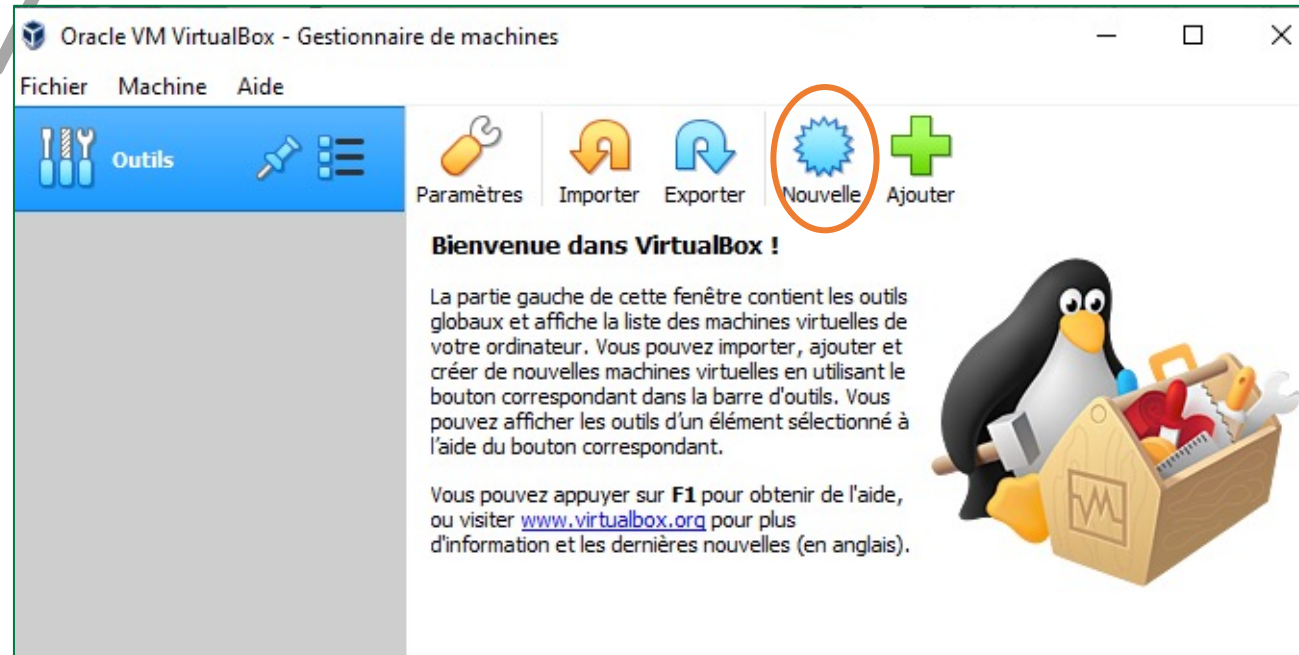 Oracle VM VirtualBox - Gestionnaire de machines
Fichier Machine Aide
Outils
Paramètres Importer Exporter Nouvelle Ajouter
Bienvenue dans VirtualBox !
La partie gauche de cette fenêtre contient les outils
globaux et affiche la liste des machines virtuelles de
votre ordinateur. Vous pouvez importer, ajouter et
créer de nouvelles machines virtuelles en utilisant le
bouton correspondant dans la barre d'outils. Vous
pouvez afficher les outils d'un élément sélectionné à
l'aide du bouton correspondant.
Vous pouvez appuyer sur F1 pour obtenir de l'aide,
ou visiter www.virtualbox.org pour plus
d'information et les dernières nouvelles (en anglais).